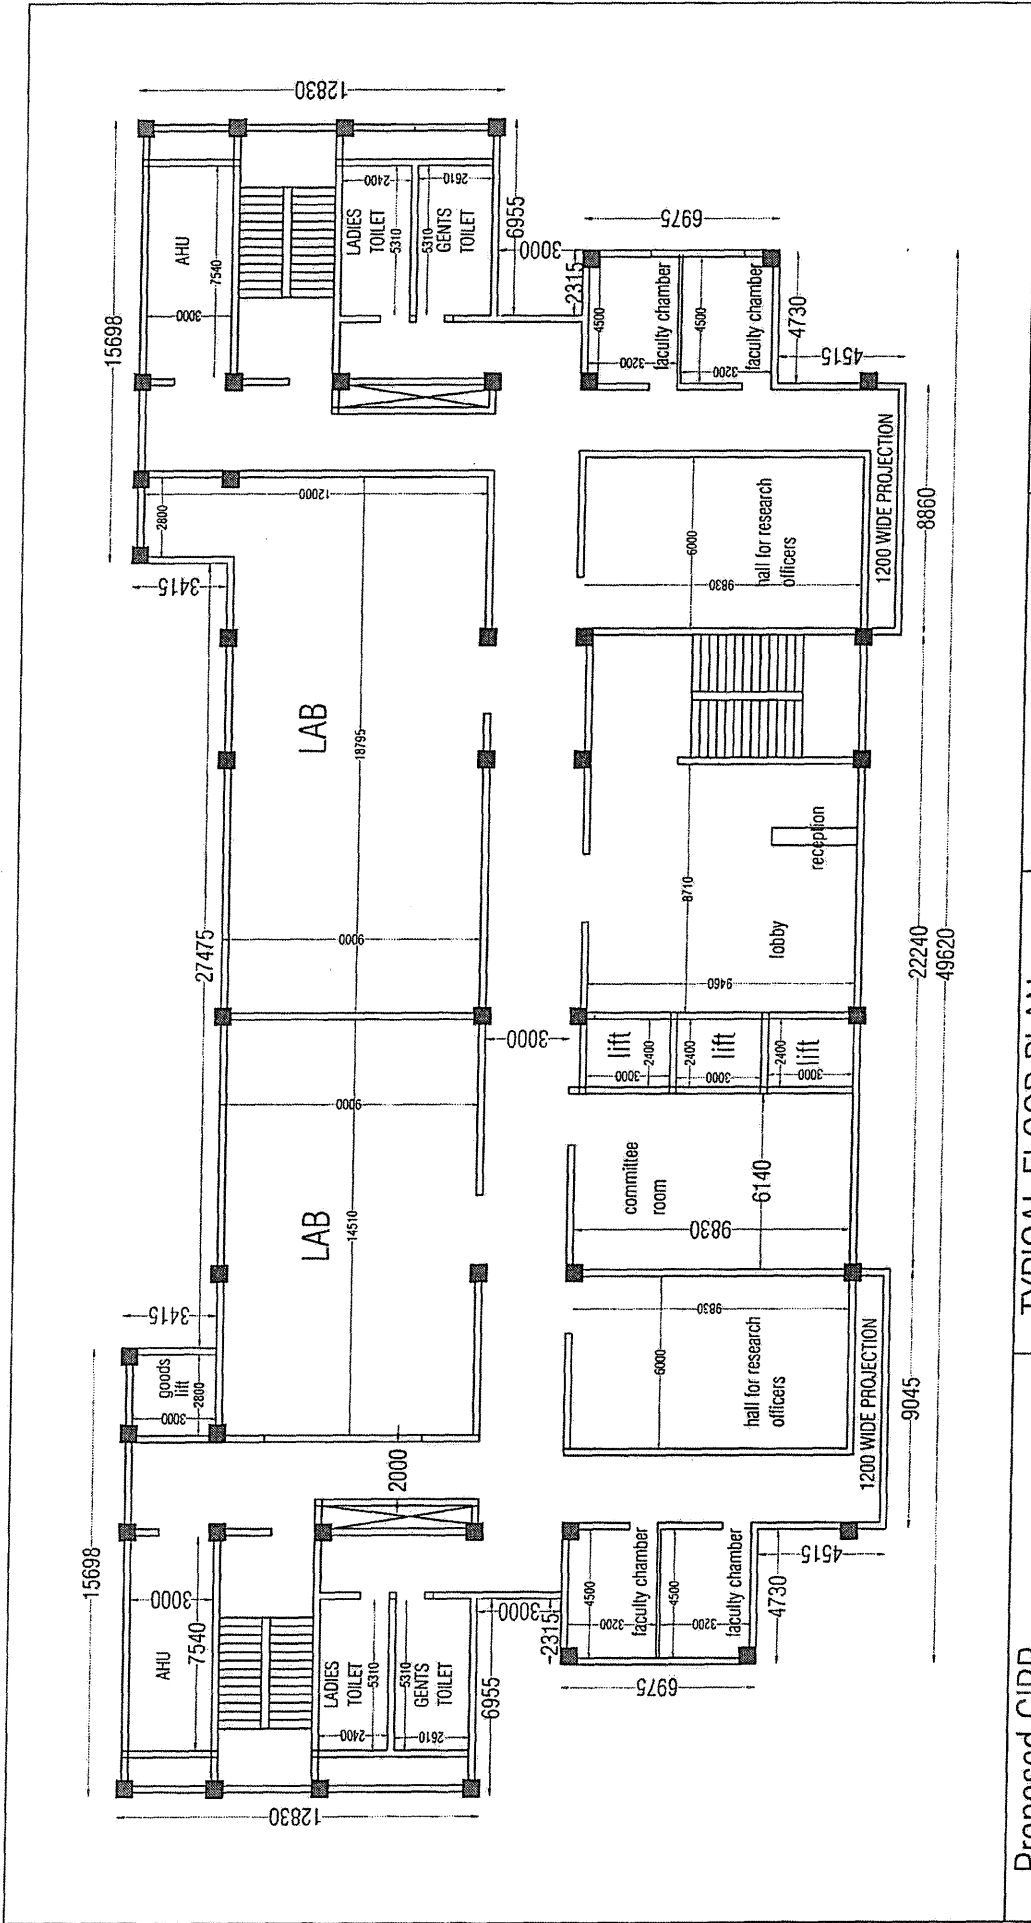 12830
15698
AHU
7540
3000
LADIES
TOILET
2400
5310
5310
GENTS
TOILET
2610
6955
3000
2315
6975
4500
faculty chamber
3200
4500
faculty chamber
3200
4730
4515
2800
12000
3415
27475
LAB
18795
9000
6000
hall for research
officers
9830
1200 WIDE PROJECTION
8860
8710
reception
lobby
9460
22240
49620
3000
lift
2400
3000
lift
2400
3000
lift
2400
3000
LAB
14510
9000
committee
room
6140
9830
3415
goods
lift
2800
3000
2000
9830
6000
hall for research
officers
1200 WIDE PROJECTION
9045
15698
AHU
3000
7540
LADIES
TOILET
5310
2400
5310
GENTS
TOILET
2610
6955
12830
3000
2315
4500
faculty chamber
3200
4500
faculty chamber
3200
4730
4515
6975
TYPICAL FLOOR PLAN
Proposed CIRD